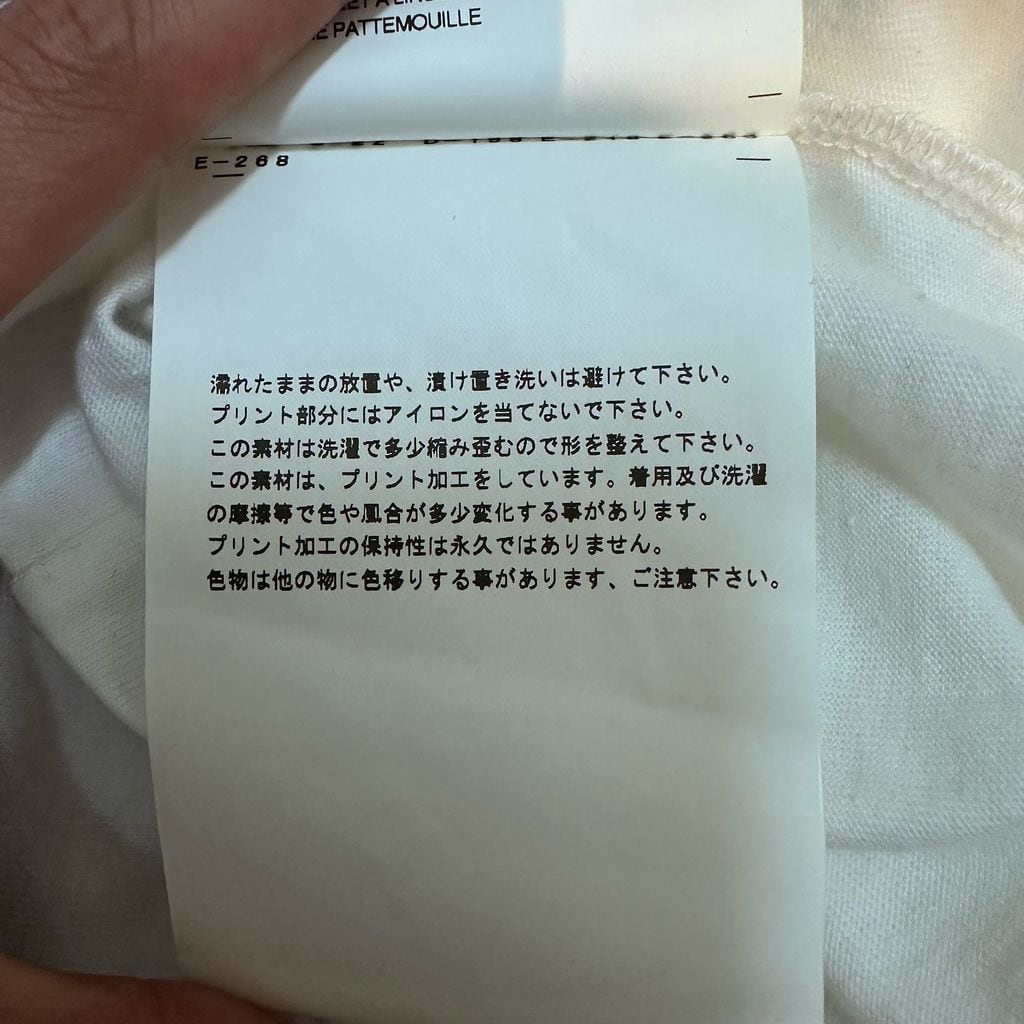 PATTEMOUILLE
E-268
濡れたままの放置や、漬け置き洗いは避けて下さい。
プリント部分にはアイロンを当てないで下さい。
この素材は洗濯で多少縮み歪むので形を整えて下さい。
この素材は、プリント加工をしています。着用及び洗濯
の摩擦等で色や風合が多少変化する事があります。
プリント加工の保持性は永久ではありません。
色物は他の物に色移りする事があります、ご注意下さい。